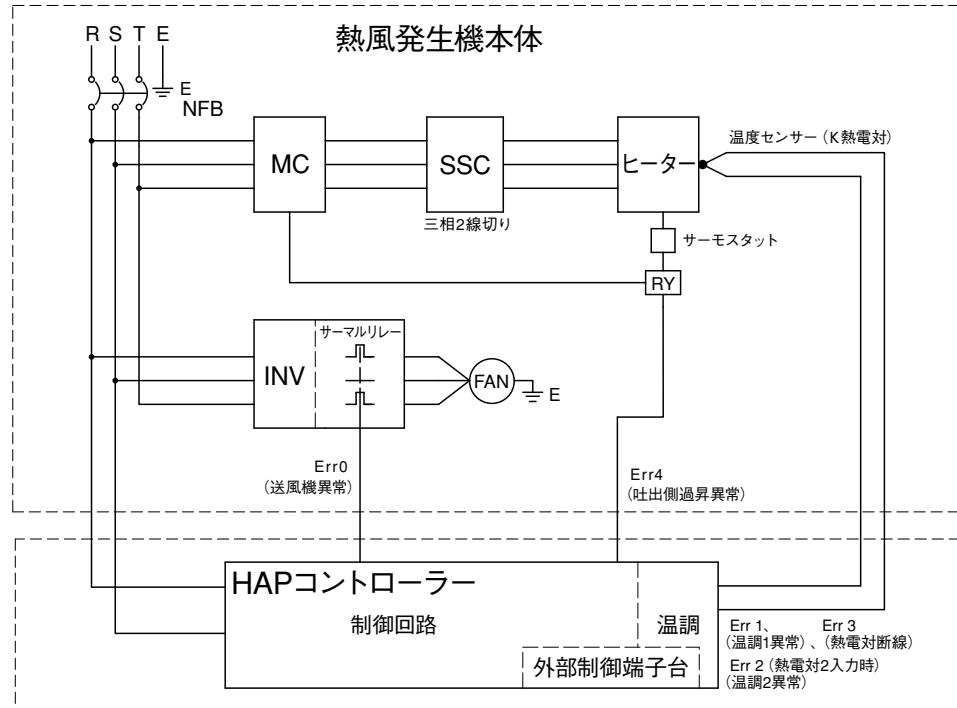 熱風発生機本体
R S T E
E
NFB
MC
SSC
ヒーター
温度センサー（K熱電対）
三相2線切り
サーモスタット
RY
INV
サーマルリレー
FAN
E
Err0
（送風機異常）
Err4
（吐出側過昇異常）
HAPコントローラー
制御回路
温調
外部制御端子台
Err 1、 Err 3
（温調1異常）、（熱電対断線）
Err 2（熱電対2入力時）
（温調2異常）